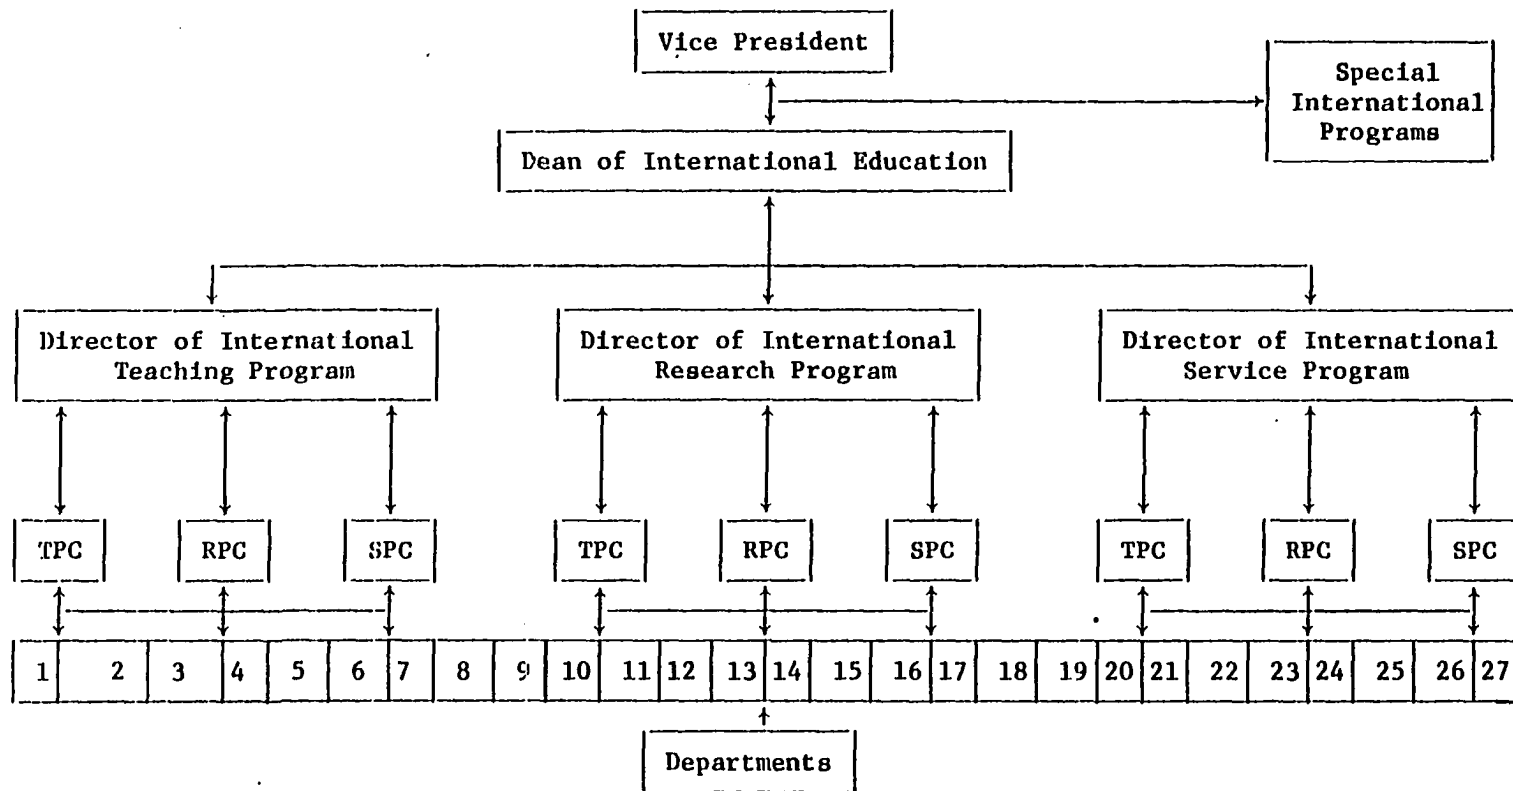 Vice President
Special
International
Programs
Dean of International Education
Director of International
Teaching Program
Director of International
Research Program
Director of International
Service Program
TPC RPC SPC TPC RPC SPC TPC RPC SPC
1 2 3 4 5 6 7 8 9 10 11 12 13 14 15 16 17 18 19 20 21 22 23 24 25 26 27
Departments